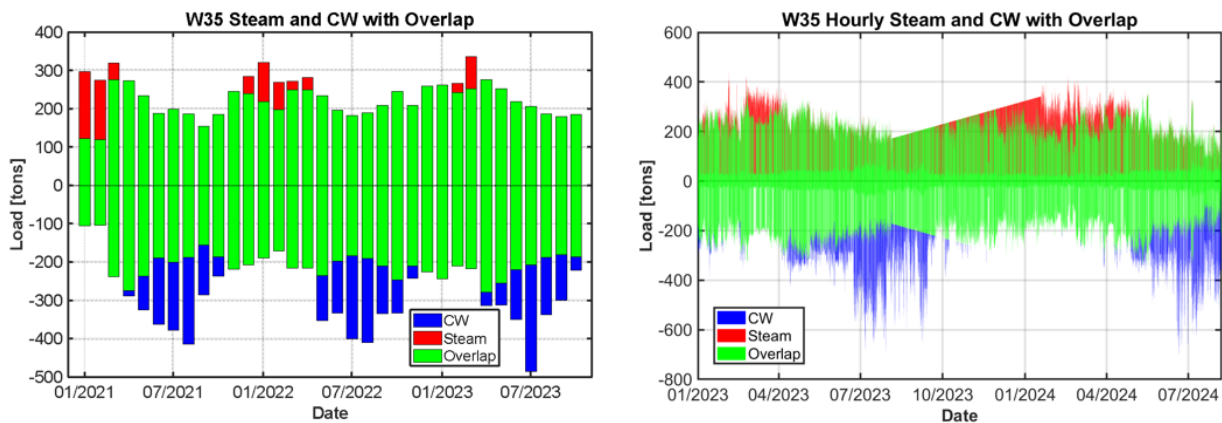 W35 Steam and CW with Overlap
400
300
200
100
0
-100
-200
-300
-400
-500
Load [tons]
01/2021
07/2021
01/2022
07/2022
01/2023
07/2023
Date
CW
Steam
Overlap
W35 Hourly Steam and CW with Overlap
600
400
200
0
-200
-400
-600
-800
Load [tons]
01/2023
04/2023
07/2023
10/2023
01/2024
04/2024
07/2024
Date
CW
Steam
Overlap